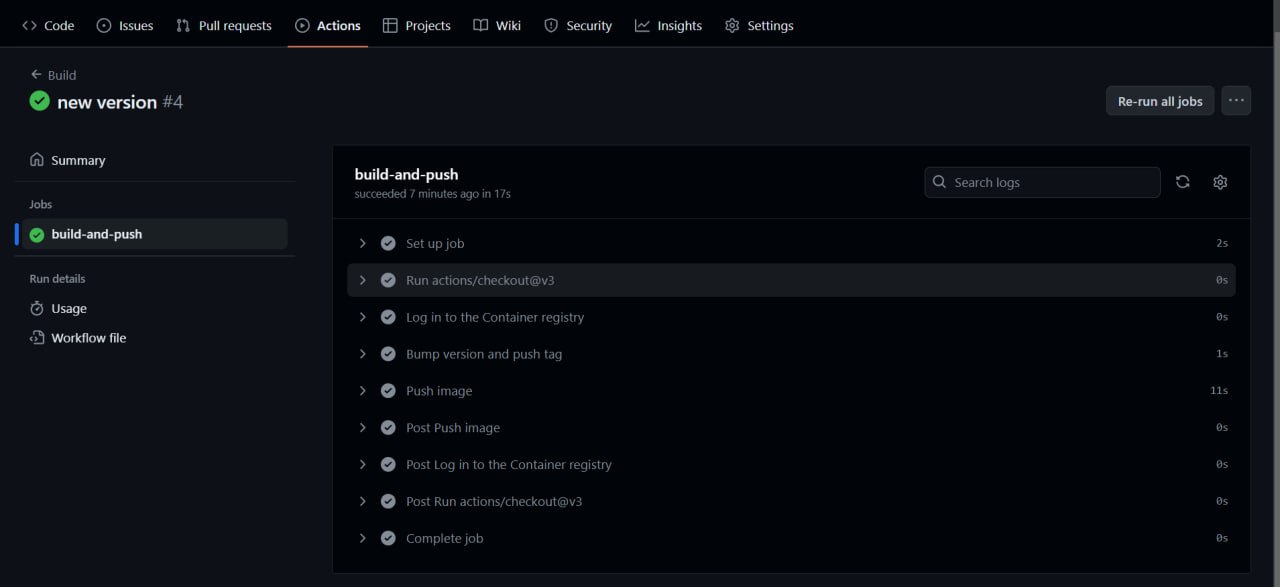 Code Issues Pull requests Actions Projects Wiki Security Insights Settings
Build
new version #4
Re-run all jobs
Summary
Jobs
build-and-push
Run details
Usage
Workflow file
build-and-push
succeeded 7 minutes ago in 17s
Search logs
Set up job 2s
Run actions/checkout@v3 0s
Log in to the Container registry 0s
Bump version and push tag 1s
Push image 11s
Post Push image 0s
Post Log in to the Container registry 0s
Post Run actions/checkout@v3 0s
Complete job 0s